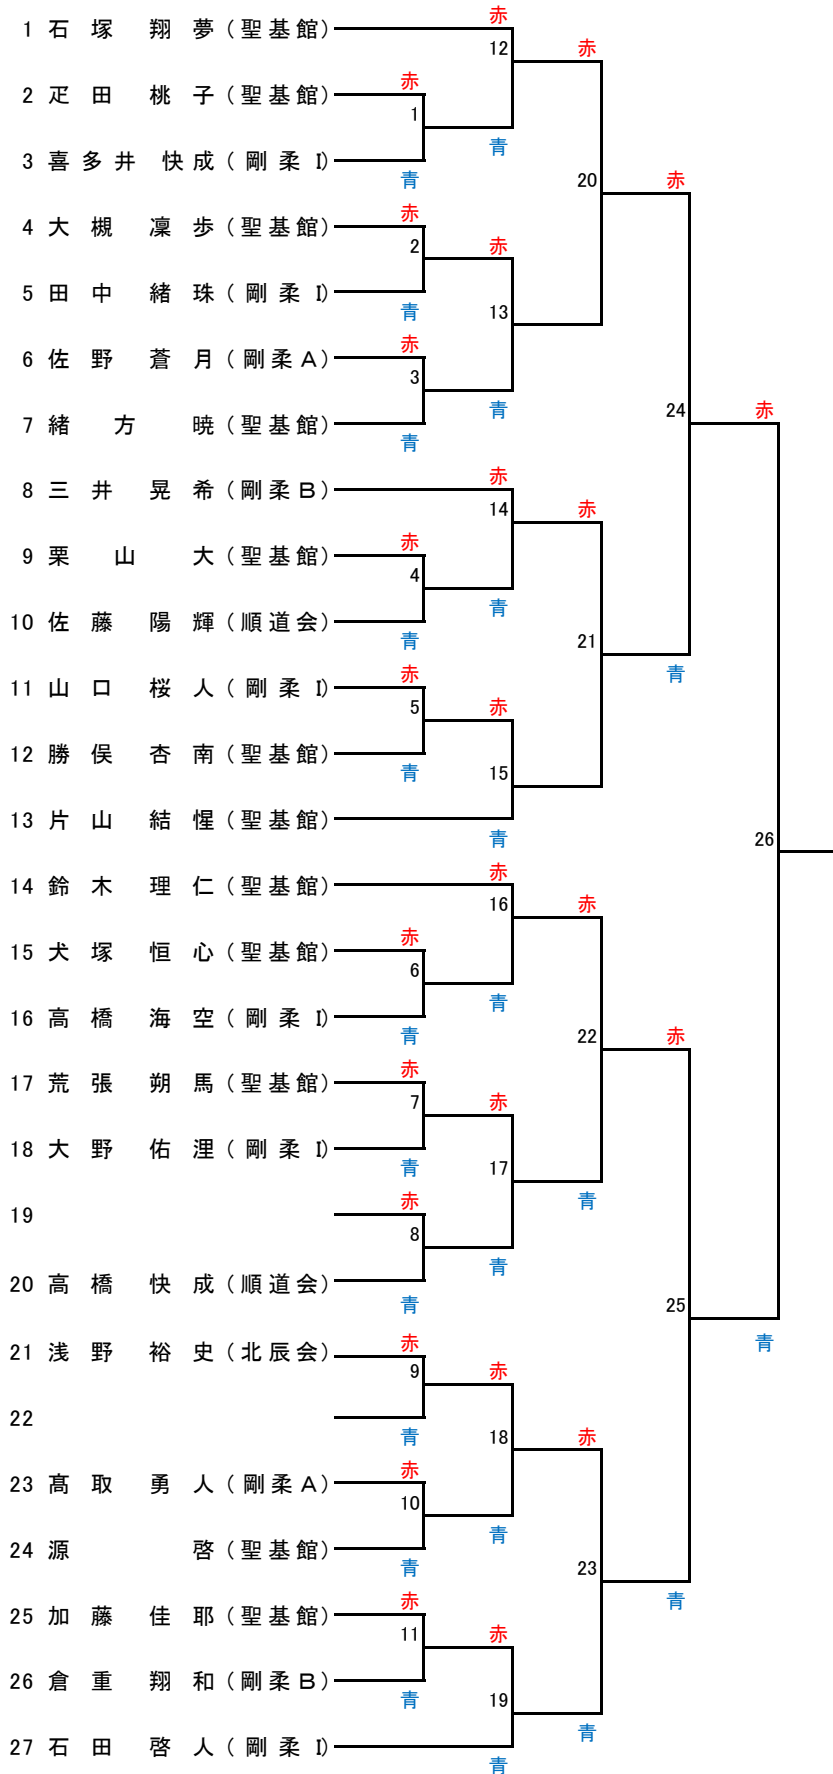 赤
1 石塚 翔夢(聖基館)
12
赤
赤
2 疋田 桃子(聖基館)
1
青
3 喜多井 快成(剛柔I)
青
20
赤
赤
4 大槻 凜歩(聖基館)
2
赤
5 田中 緒珠(剛柔I)
青
13
赤
6 佐野 蒼月(剛柔A)
3
青
24
赤
7 緒方 暁(聖基館)
青
赤
8 三井 晃希(剛柔B)
14
赤
赤
9 栗山 大(聖基館)
4
青
10 佐藤 陽輝(順道会)
青
21
赤
青
11 山口 桜人(剛柔I)
5
赤
12 勝俣 杏南(聖基館)
青
15
13 片山 結惺(聖基館)
青
26
赤
14 鈴木 理仁(聖基館)
16
赤
赤
15 犬塚 恒心(聖基館)
6
青
16 高橋 海空(剛柔I)
青
22
赤
赤
17 荒張 朔馬(聖基館)
7
赤
18 大野 佑浬(剛柔I)
青
17
赤
青
19
8
青
20 高橋 快成(順道会)
青
25
赤
青
21 浅野 裕史(北辰会)
9
赤
22
青
18
赤
赤
23 髙取 勇人(剛柔A)
10
青
24 源 啓(聖基館)
青
23
赤
青
25 加藤 佳耶(聖基館)
11
赤
26 倉重 翔和(剛柔B)
青
19
青
27 石田 啓人(剛柔I)
青